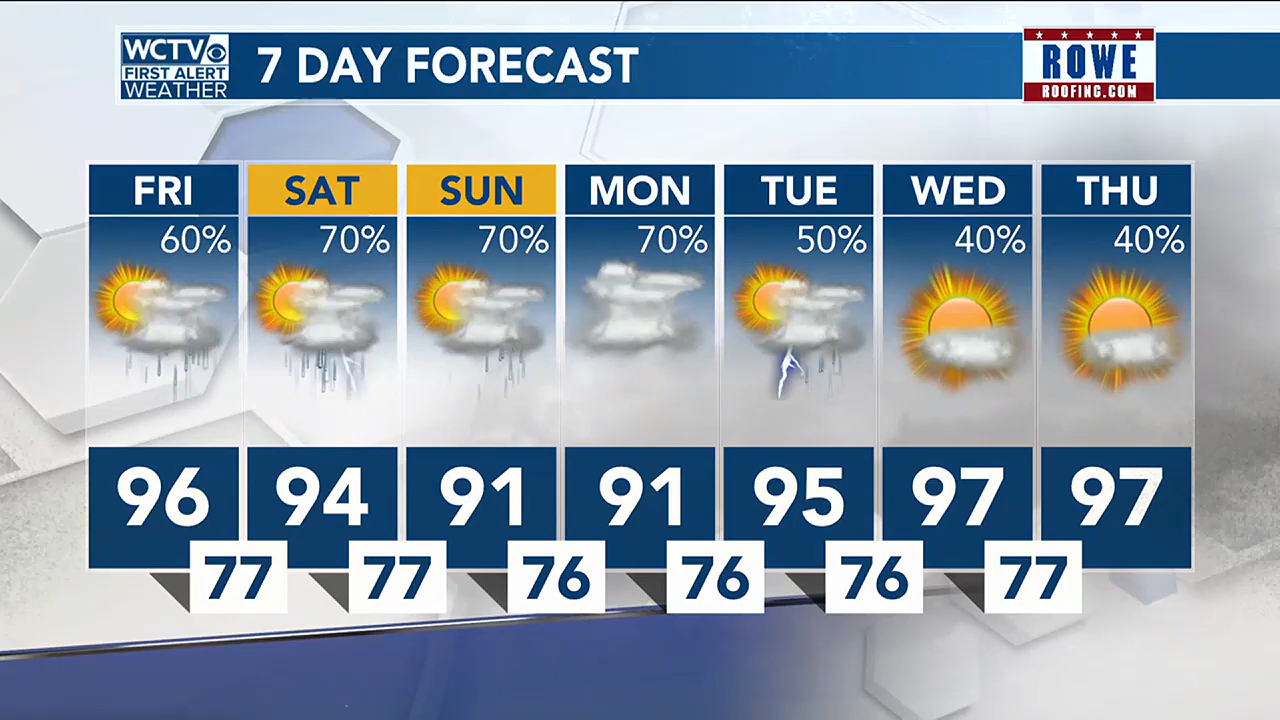 WCTV
FIRST ALERT
WEATHER
7 DAY FORECAST
ROWE
ROOFING.COM
FRI SAT SUN MON TUE WED THU
60% 70% 70% 70% 50% 40% 40%
96 94 91 91 95 97 97
77 77 76 76 76 77